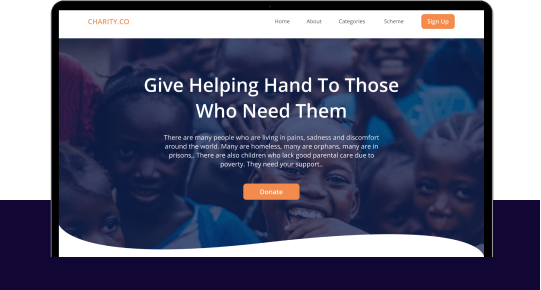 CHARITY.CO
Home About Categories Scheme Sign Up
Give Helping Hand To Those
Who Need Them
There are many people who are living in pains, sadness and discomfort
around the world. Many are homeless, many are orphans, many are in
prisons,. There are also children who lack good parental care due to
poverty. They need your support..
Donate